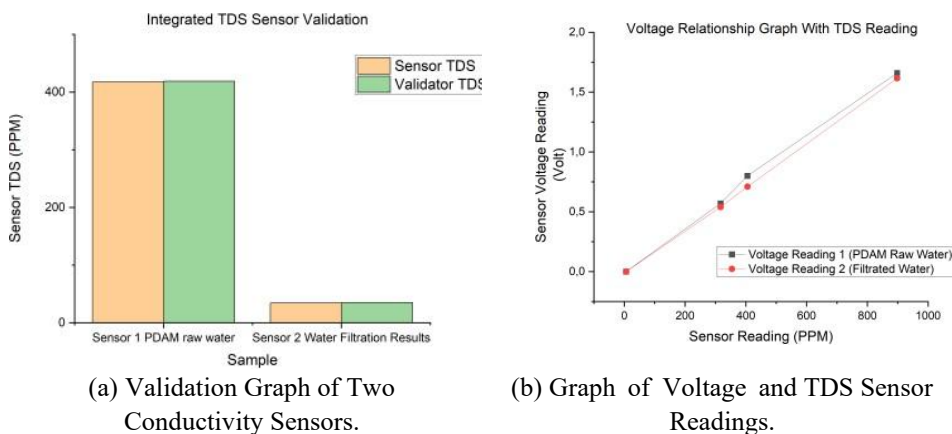 Integrated TDS Sensor Validation
Sensor TDS
Validator TDS
400
200
0
Sensor TDS (PPM)
Sensor 1 PDAM raw water
Sensor 2 Water Filtration Results
Sample
(a) Validation Graph of Two
Conductivity Sensors.
Voltage Relationship Graph With TDS Reading
2,0
1,5
1,0
0,5
0,0
Sensor Voltage Reading
(Volt)
Voltage Reading 1 (PDAM Raw Water)
Voltage Reading 2 (Filtrated Water)
0 200 400 600 800 1000
Sensor Reading (PPM)
(b) Graph of Voltage and TDS Sensor
Readings.